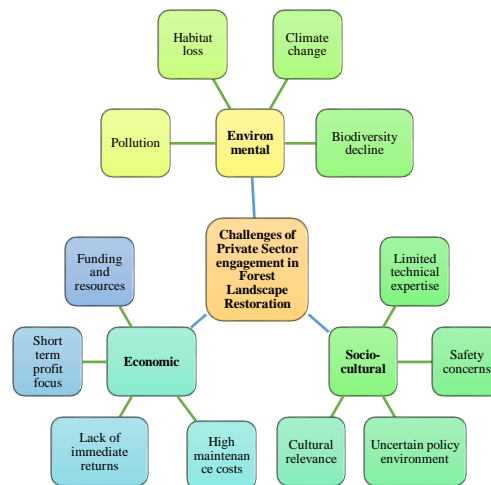 Habitat
loss
Climate
change
Pollution
Environ
mental
Biodiversity
decline
Challenges of
Private Sector
engagement in
Forest
Landscape
Restoration
Funding
and
resources
Short
term
profit
focus
Economic
Lack of
immediate
returns
High
maintenan
ce costs
Limited
technical
expertise
Socio-
cultural
Safety
concerns
Cultural
relevance
Uncertain policy
environment